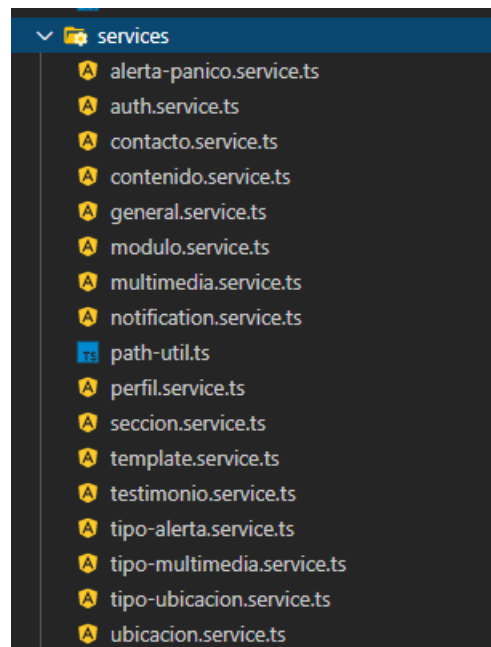 services
alerta-panico.service.ts
auth.service.ts
contacto.service.ts
contenido.service.ts
general.service.ts
modulo.service.ts
multimedia.service.ts
notification.service.ts
TS path-util.ts
perfil.service.ts
seccion.service.ts
template.service.ts
testimonio.service.ts
tipo-alerta.service.ts
tipo-multimedia.service.ts
tipo-ubicacion.service.ts
ubicacion.service.ts